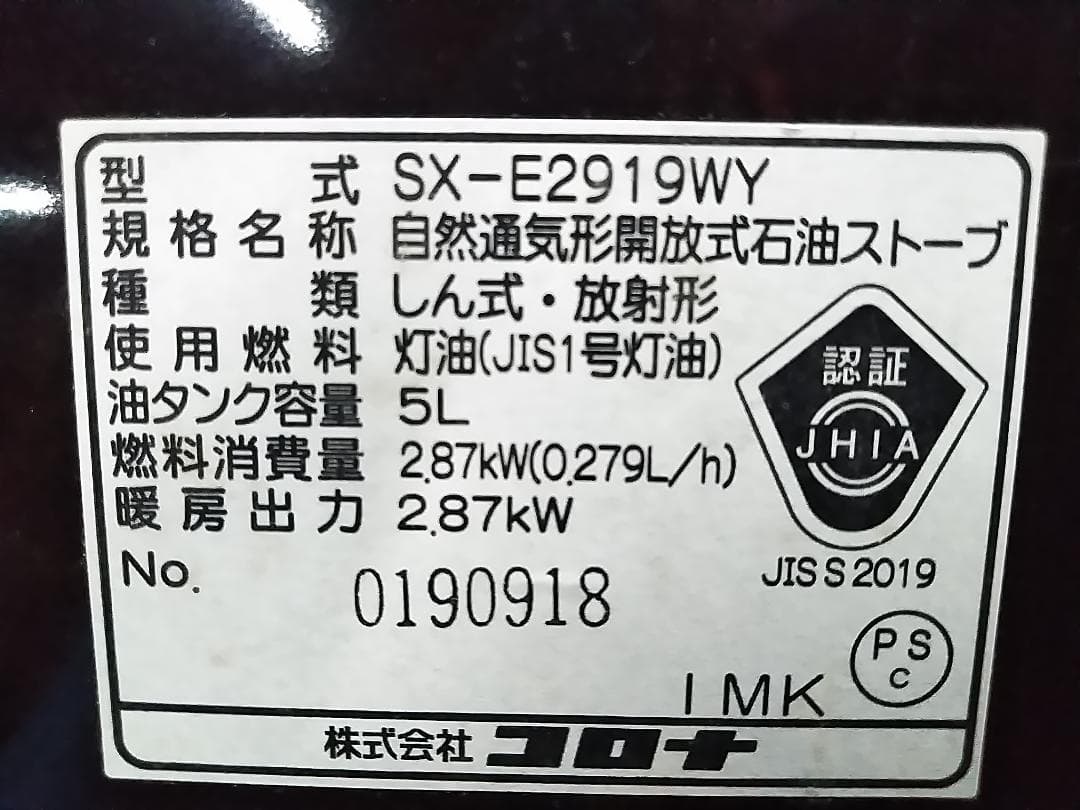 型式 SX-E2919WY
規格名称 自然通気形開放式石油ストーブ
種類 しん式・放射形
使用燃料 灯油(JIS1号灯油)
油タンク容量 5L
燃料消費量 2.87kW(0.279L/h)
暖房出力 2.87kW
認証
JHIA
JIS S 2019
No. 0190918
PSC
IMK
株式会社 コロナ